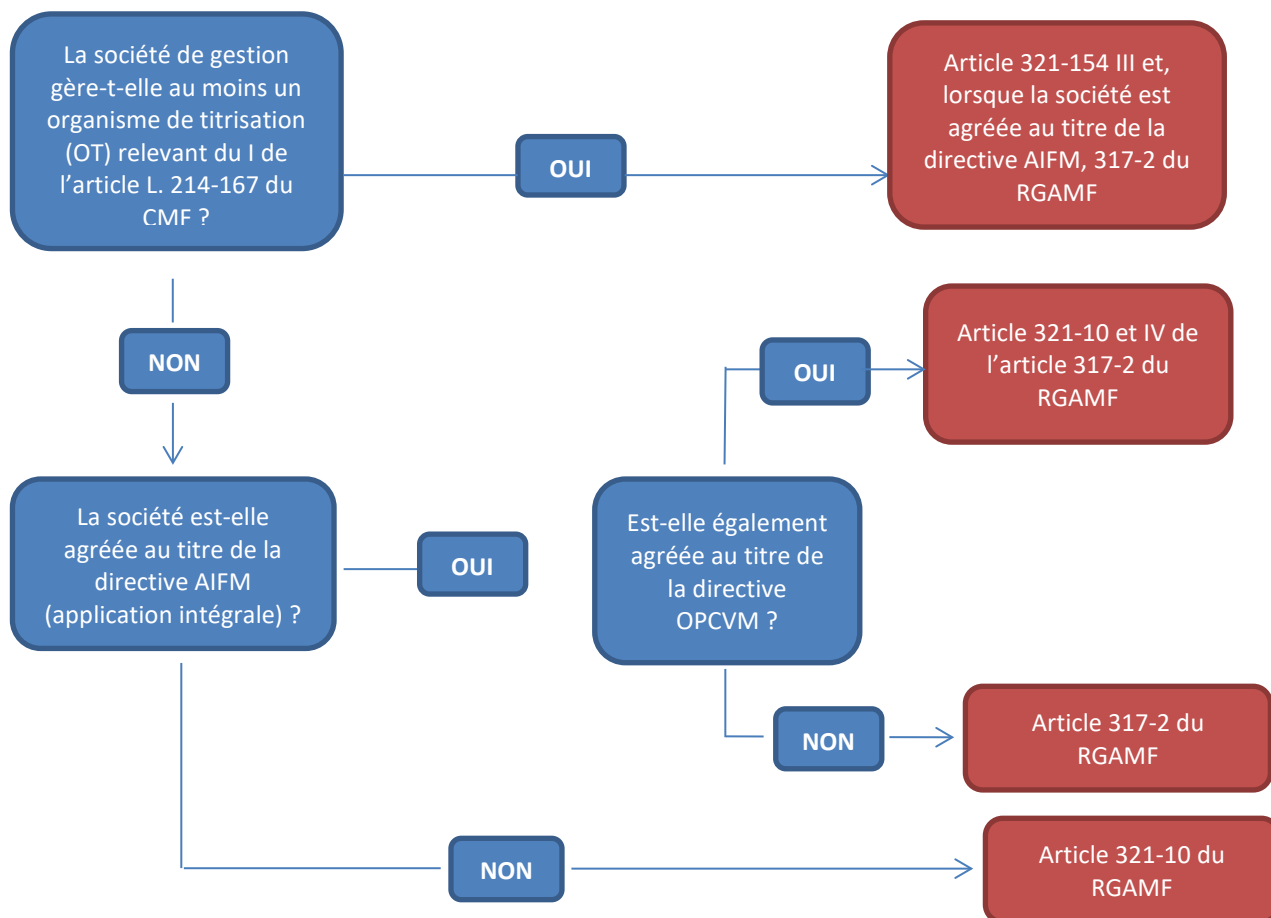 La société de gestion
gère-t-elle au moins un
organisme de titrisation
(OT) relevant du I de
l’article L. 214-167 du
CMF ?
OUI
Article 321-154 III et,
lorsque la société est
agréée au titre de la
directive AIFM, 317-2 du
RGAMF
NON
OUI
Article 321-10 et IV de
l’article 317-2 du
RGAMF
La société est-elle
agréée au titre de la
directive AIFM
(application intégrale) ?
OUI
Est-elle également
agréée au titre de
la directive
OPCVM ?
NON
Article 317-2 du
RGAMF
NON
Article 321-10 du
RGAMF